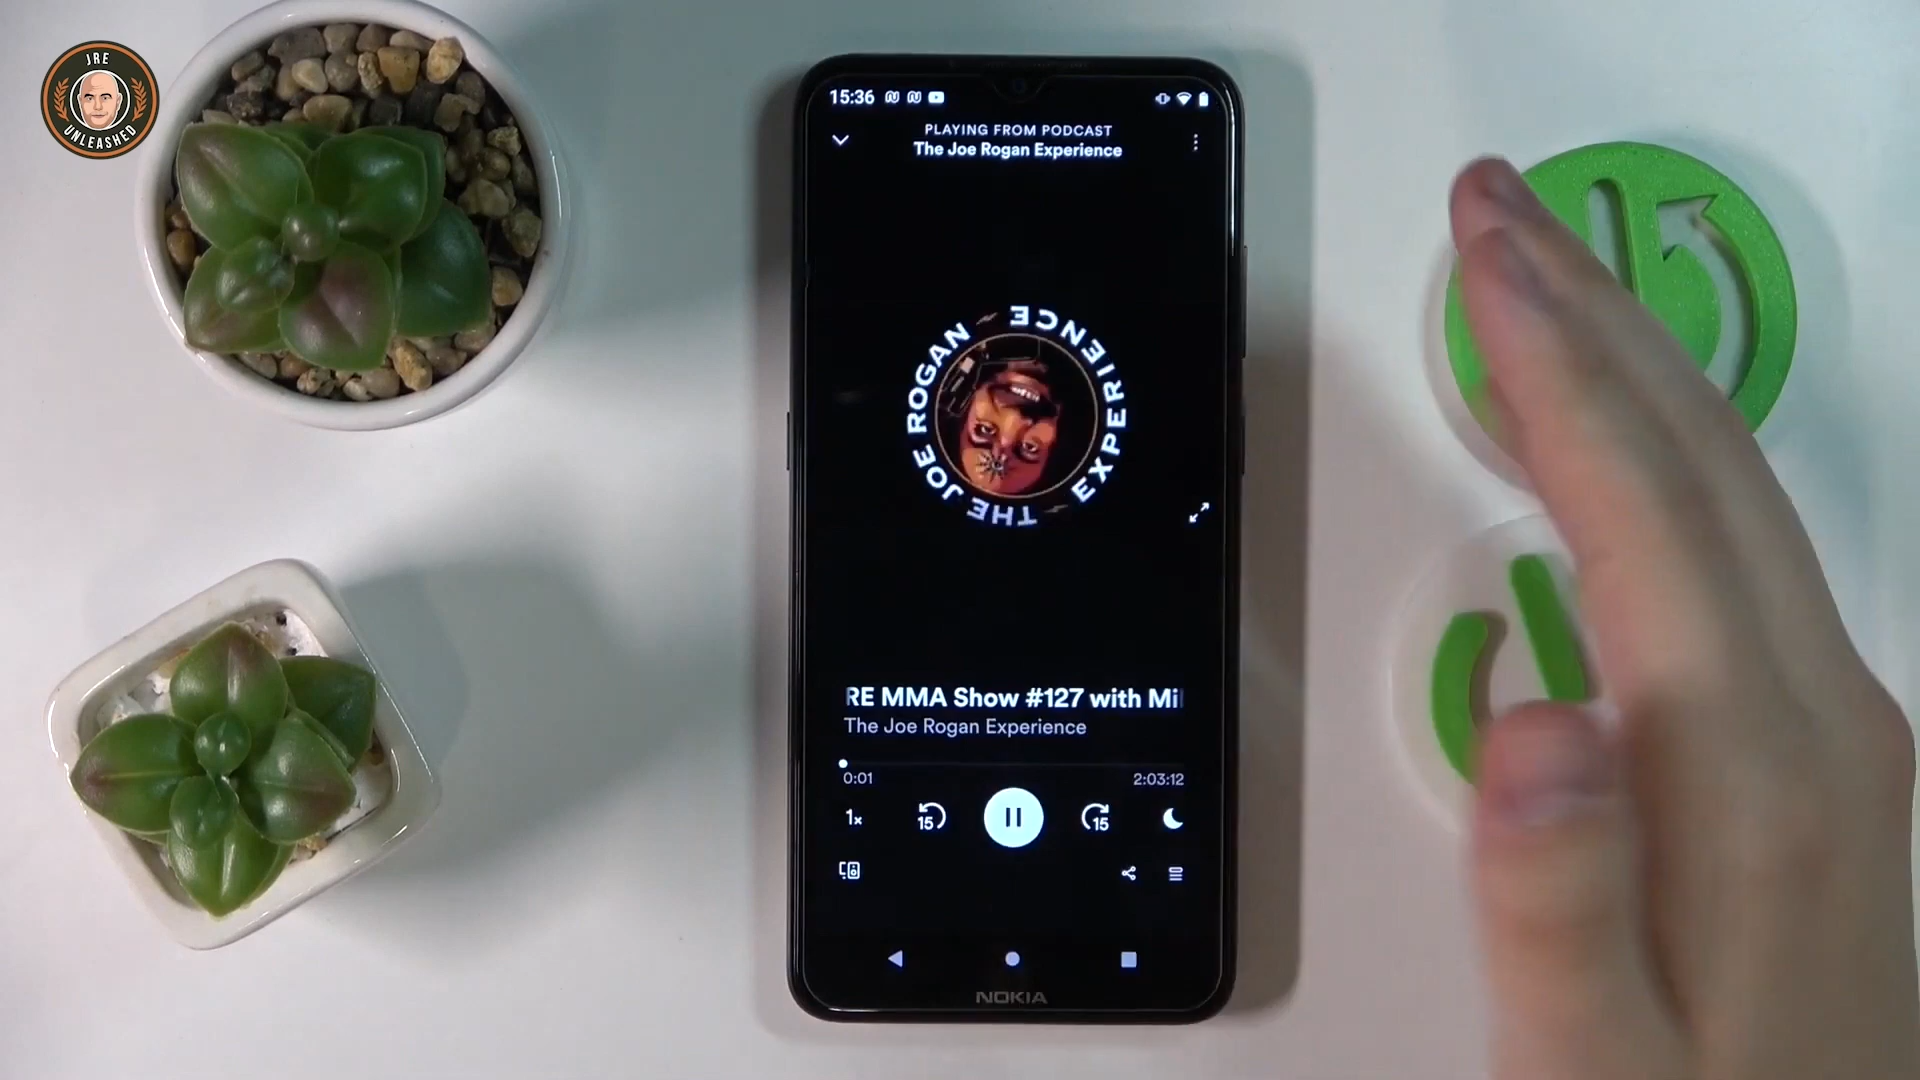 JRE
UNLEASHED
15:36
PLAYING FROM PODCAST
The Joe Rogan Experience
THE JOE ROGAN
EXPERIENCE
RE MMA Show #127 with Mil
The Joe Rogan Experience
0:01
2:03:12
1x
15
15
NOKIA